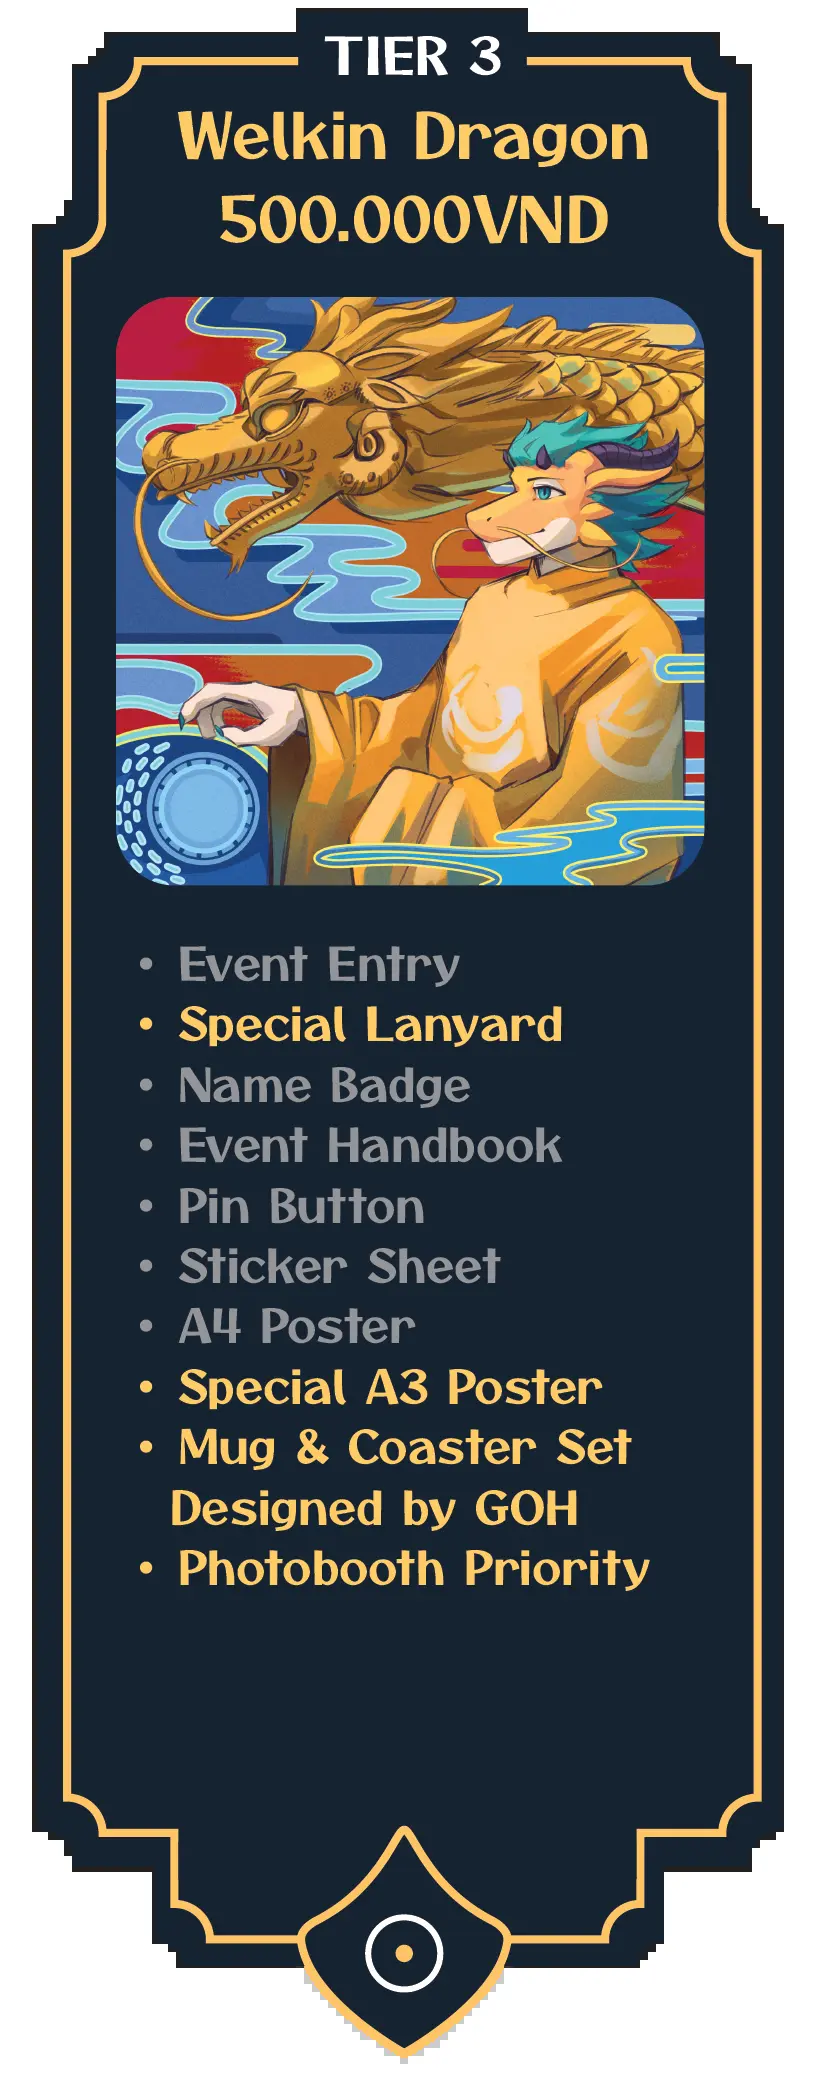 TIER 3
Welkin Dragon
500.000VND
• Event Entry
• Special Lanyard
• Name Badge
• Event Handbook
• Pin Button
• Sticker Sheet
• A4 Poster
• Special A3 Poster
• Mug & Coaster Set
Designed by GOH
• Photobooth Priority